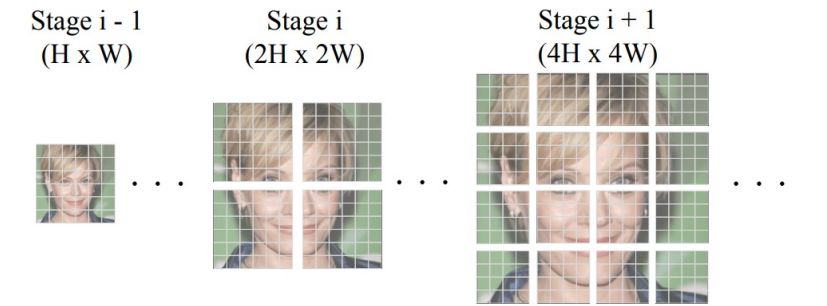 Stage i - 1
(H x W)
Stage i
(2H x 2W)
Stage i + 1
(4H x 4W)
. . .
. . .
. . .